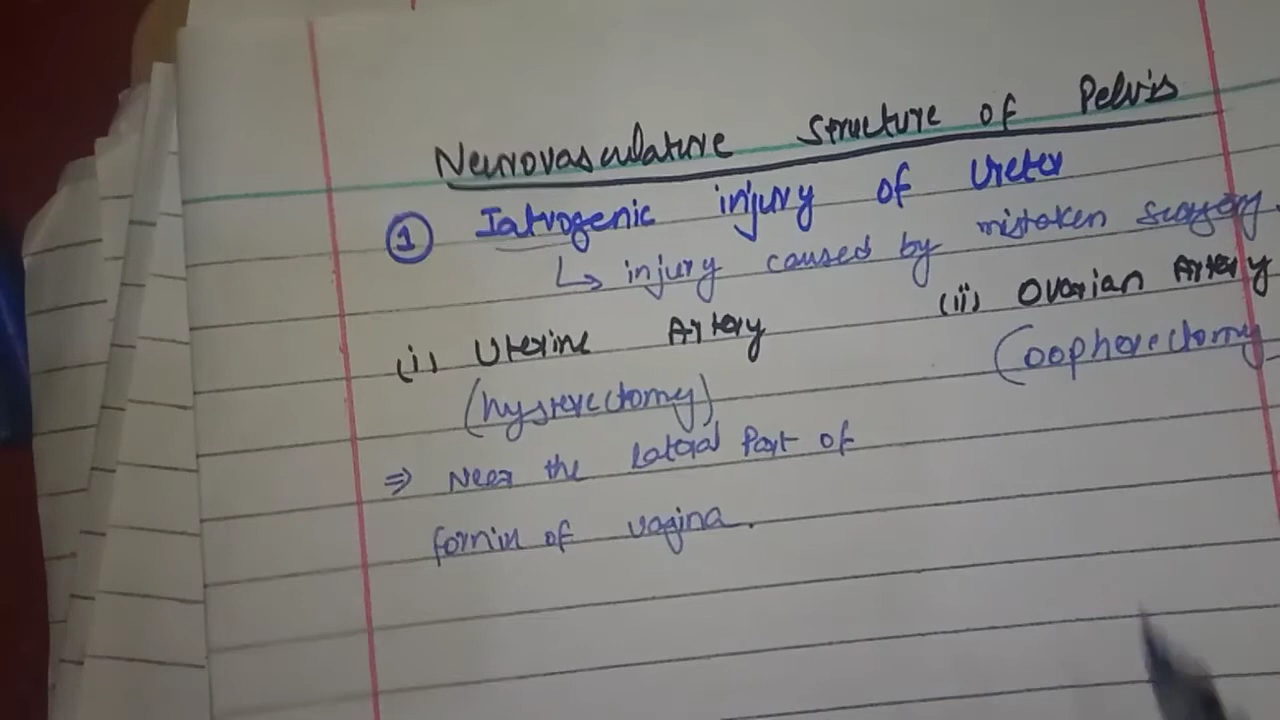 Neurovasculature Structure of Pelvis
① Iatrogenic injury of Ureter
↳ injury caused by mistaken surgery.
(i) Uterine Artery (ii) Ovarian Artery
(hysterectomy) (oopherectomy
⇒ Near the lateral Part of
fornix of vagina.